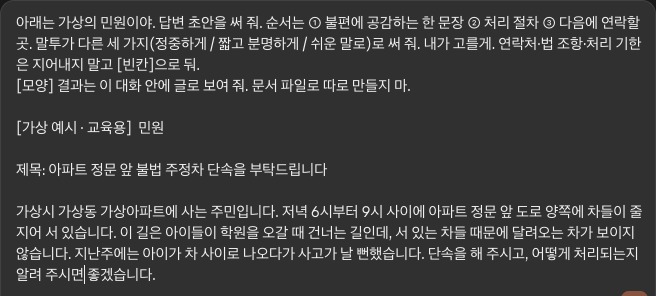 아래는 가상의 민원이야. 답변 초안을 써 줘. 순서는 ① 불편에 공감하는 한 문장 ② 처리 절차 ③ 다음에 연락할
곳. 말투가 다른 세 가지(정중하게 / 짧고 분명하게 / 쉬운 말로)로 써 줘. 내가 고를게. 연락처·법 조항·처리 기한
은 지어내지 말고 [빈칸]으로 둬.
[모양] 결과는 이 대화 안에 글로 보여 줘. 문서 파일로 따로 만들지 마.
[가상 예시 · 교육용] 민원
제목: 아파트 정문 앞 불법 주정차 단속을 부탁드립니다
가상시 가상동 가상아파트에 사는 주민입니다. 저녁 6시부터 9시 사이에 아파트 정문 앞 도로 양쪽에 차들이 줄
지어 서 있습니다. 이 길은 아이들이 학원을 오갈 때 건너는 길인데, 서 있는 차들 때문에 달려오는 차가 보이지
않습니다. 지난주에는 아이가 차 사이로 나오다가 사고가 날 뻔했습니다. 단속을 해 주시고, 어떻게 처리되는지
알려 주시면 좋겠습니다.